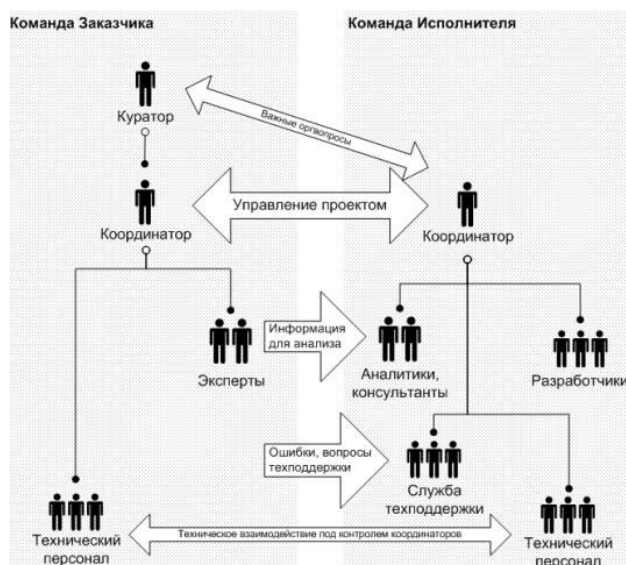 Команда Заказчика
Команда Исполнителя
Куратор
Важные оргвопросы
Координатор
Управление проектом
Координатор
Эксперты
Информация
для анализа
Аналитики,
консультанты
Разработчики
Ошибки, вопросы
техподдержки
Служба
техподдержки
Технический
персонал
Техническое взаимодействие под контролем координаторов
Технический
персонал